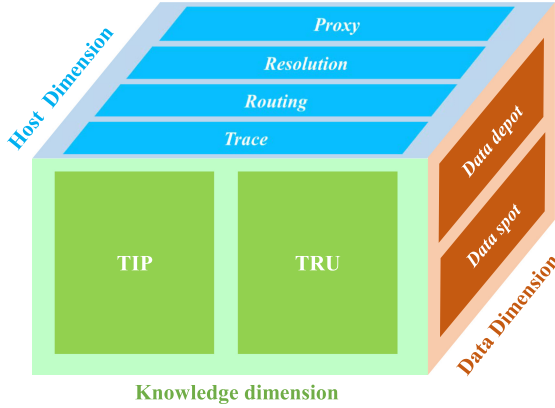 Proxy
Resolution
Routing
Trace
Host Dimension
Data depot
Data spot
Data Dimension
TIP
TRU
Knowledge dimension